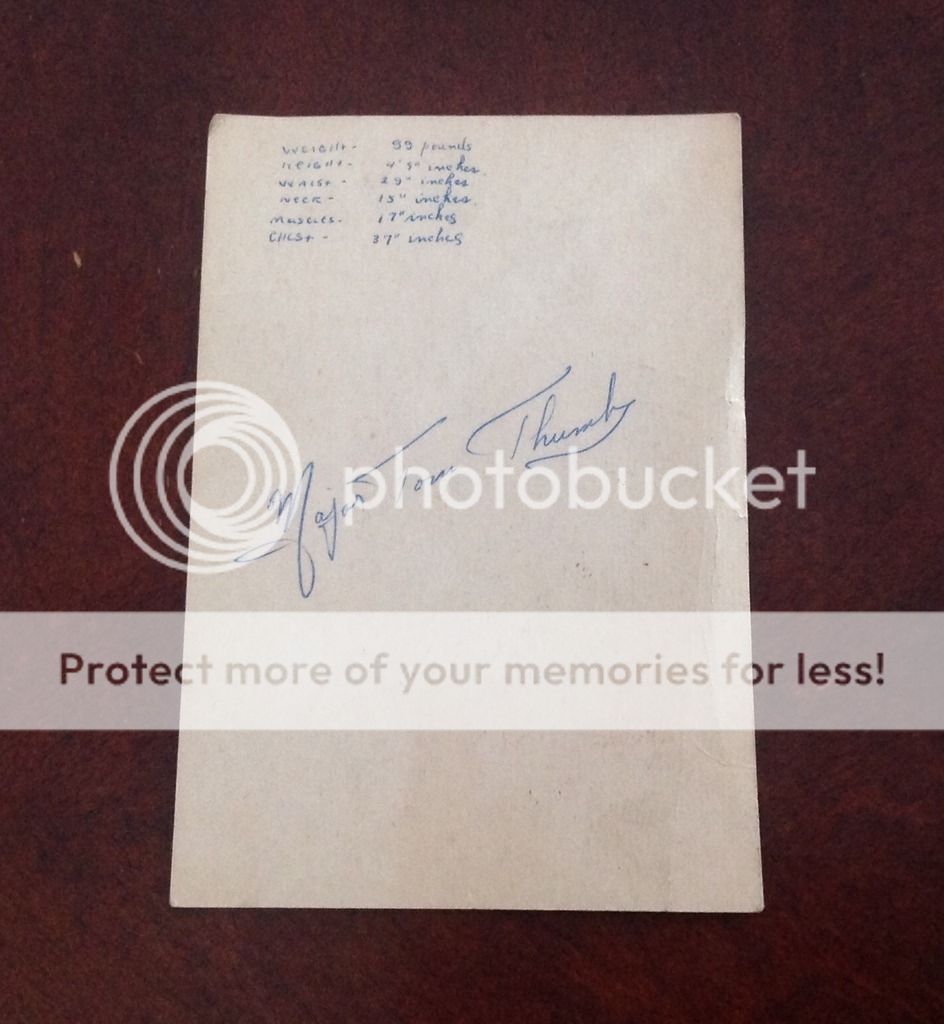 Weight - 99 pounds
Height - 4'9" inches
Waist - 29" inches
Neck - 15" inches
Muscles - 17" inches
Chest - 37" inches
Major Tom Thumb
photobucket
Protect more of your memories for less!